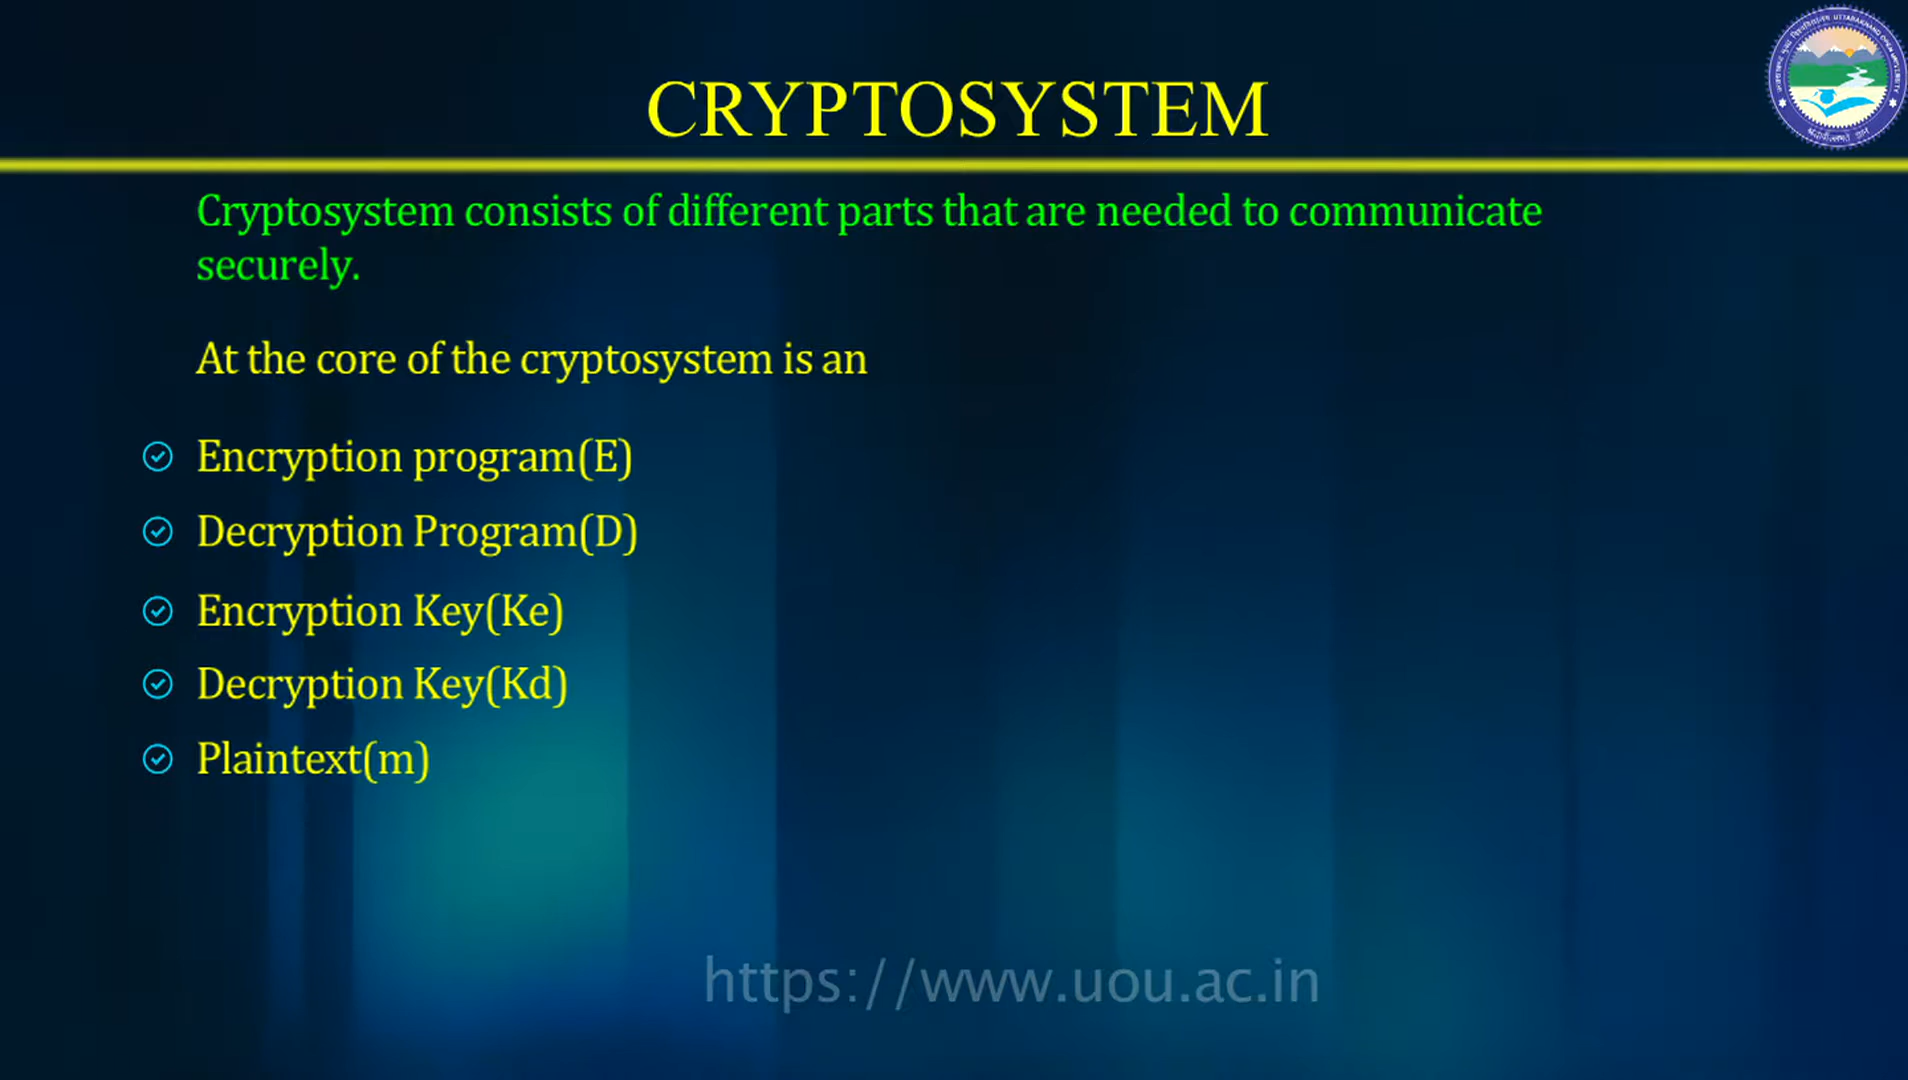 CRYPTOSYSTEM
Cryptosystem consists of different parts that are needed to communicate
securely.
At the core of the cryptosystem is an
Encryption program(E)
Decryption Program(D)
Encryption Key(Ke)
Decryption Key(Kd)
Plaintext(m)
https://www.uou.ac.in